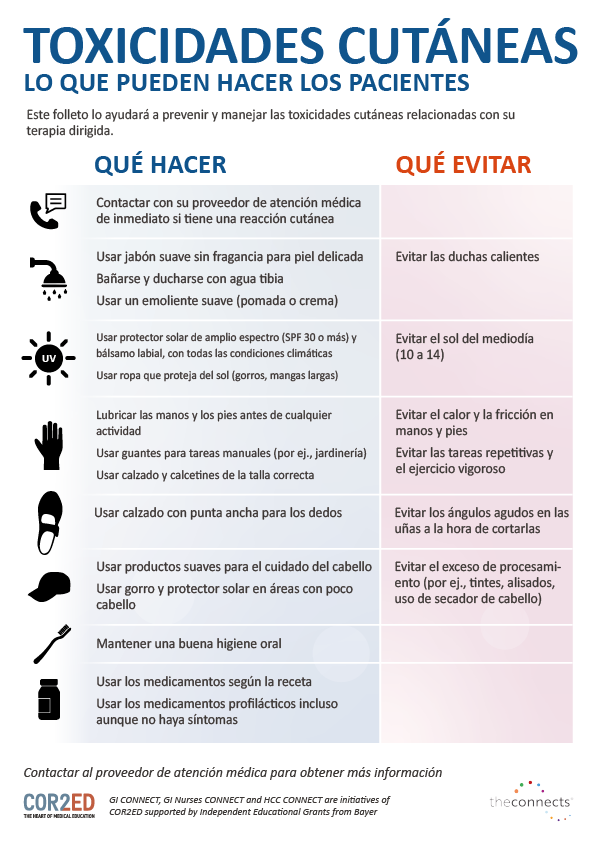 TOXICIDADES CUTÁNEAS
LO QUE PUEDEN HACER LOS PACIENTES
Este folleto lo ayudará a prevenir y manejar las toxicidades cutáneas relacionadas con su
terapia dirigida.
QUÉ HACER
QUÉ EVITAR
Contactar con su proveedor de atención médica
de inmediato si tiene una reacción cutánea
Usar jabón suave sin fragancia para piel delicada
Bañarse y ducharse con agua tibia
Usar un emoliente suave (pomada o crema)
Evitar las duchas calientes
UV
Usar protector solar de amplio espectro (SPF 30 o más) y
bálsamo labial, con todas las condiciones climáticas
Usar ropa que proteja del sol (gorros, mangas largas)
Evitar el sol del mediodía
(10 a 14)
Lubricar las manos y los pies antes de cualquier
actividad
Usar guantes para tareas manuales (por ej., jardinería)
Usar calzado y calcetines de la talla correcta
Evitar el calor y la fricción en
manos y pies
Evitar las tareas repetitivas y
el ejercicio vigoroso
Usar calzado con punta ancha para los dedos
Evitar los ángulos agudos en las
uñas a la hora de cortarlas
Usar productos suaves para el cuidado del cabello
Usar gorro y protector solar en áreas con poco
cabello
Evitar el exceso de procesami-
ento (por ej., tintes, alisados,
uso de secador de cabello)
Mantener una buena higiene oral
Usar los medicamentos según la receta
Usar los medicamentos profilácticos incluso
aunque no haya síntomas
Contactar al proveedor de atención médica para obtener más información
COR2ED
THE HEART OF MEDICAL EDUCATION
GI CONNECT, GI Nurses CONNECT and HCC CONNECT are initiatives of
COR2ED supported by Independent Educational Grants from Bayer
theconnects